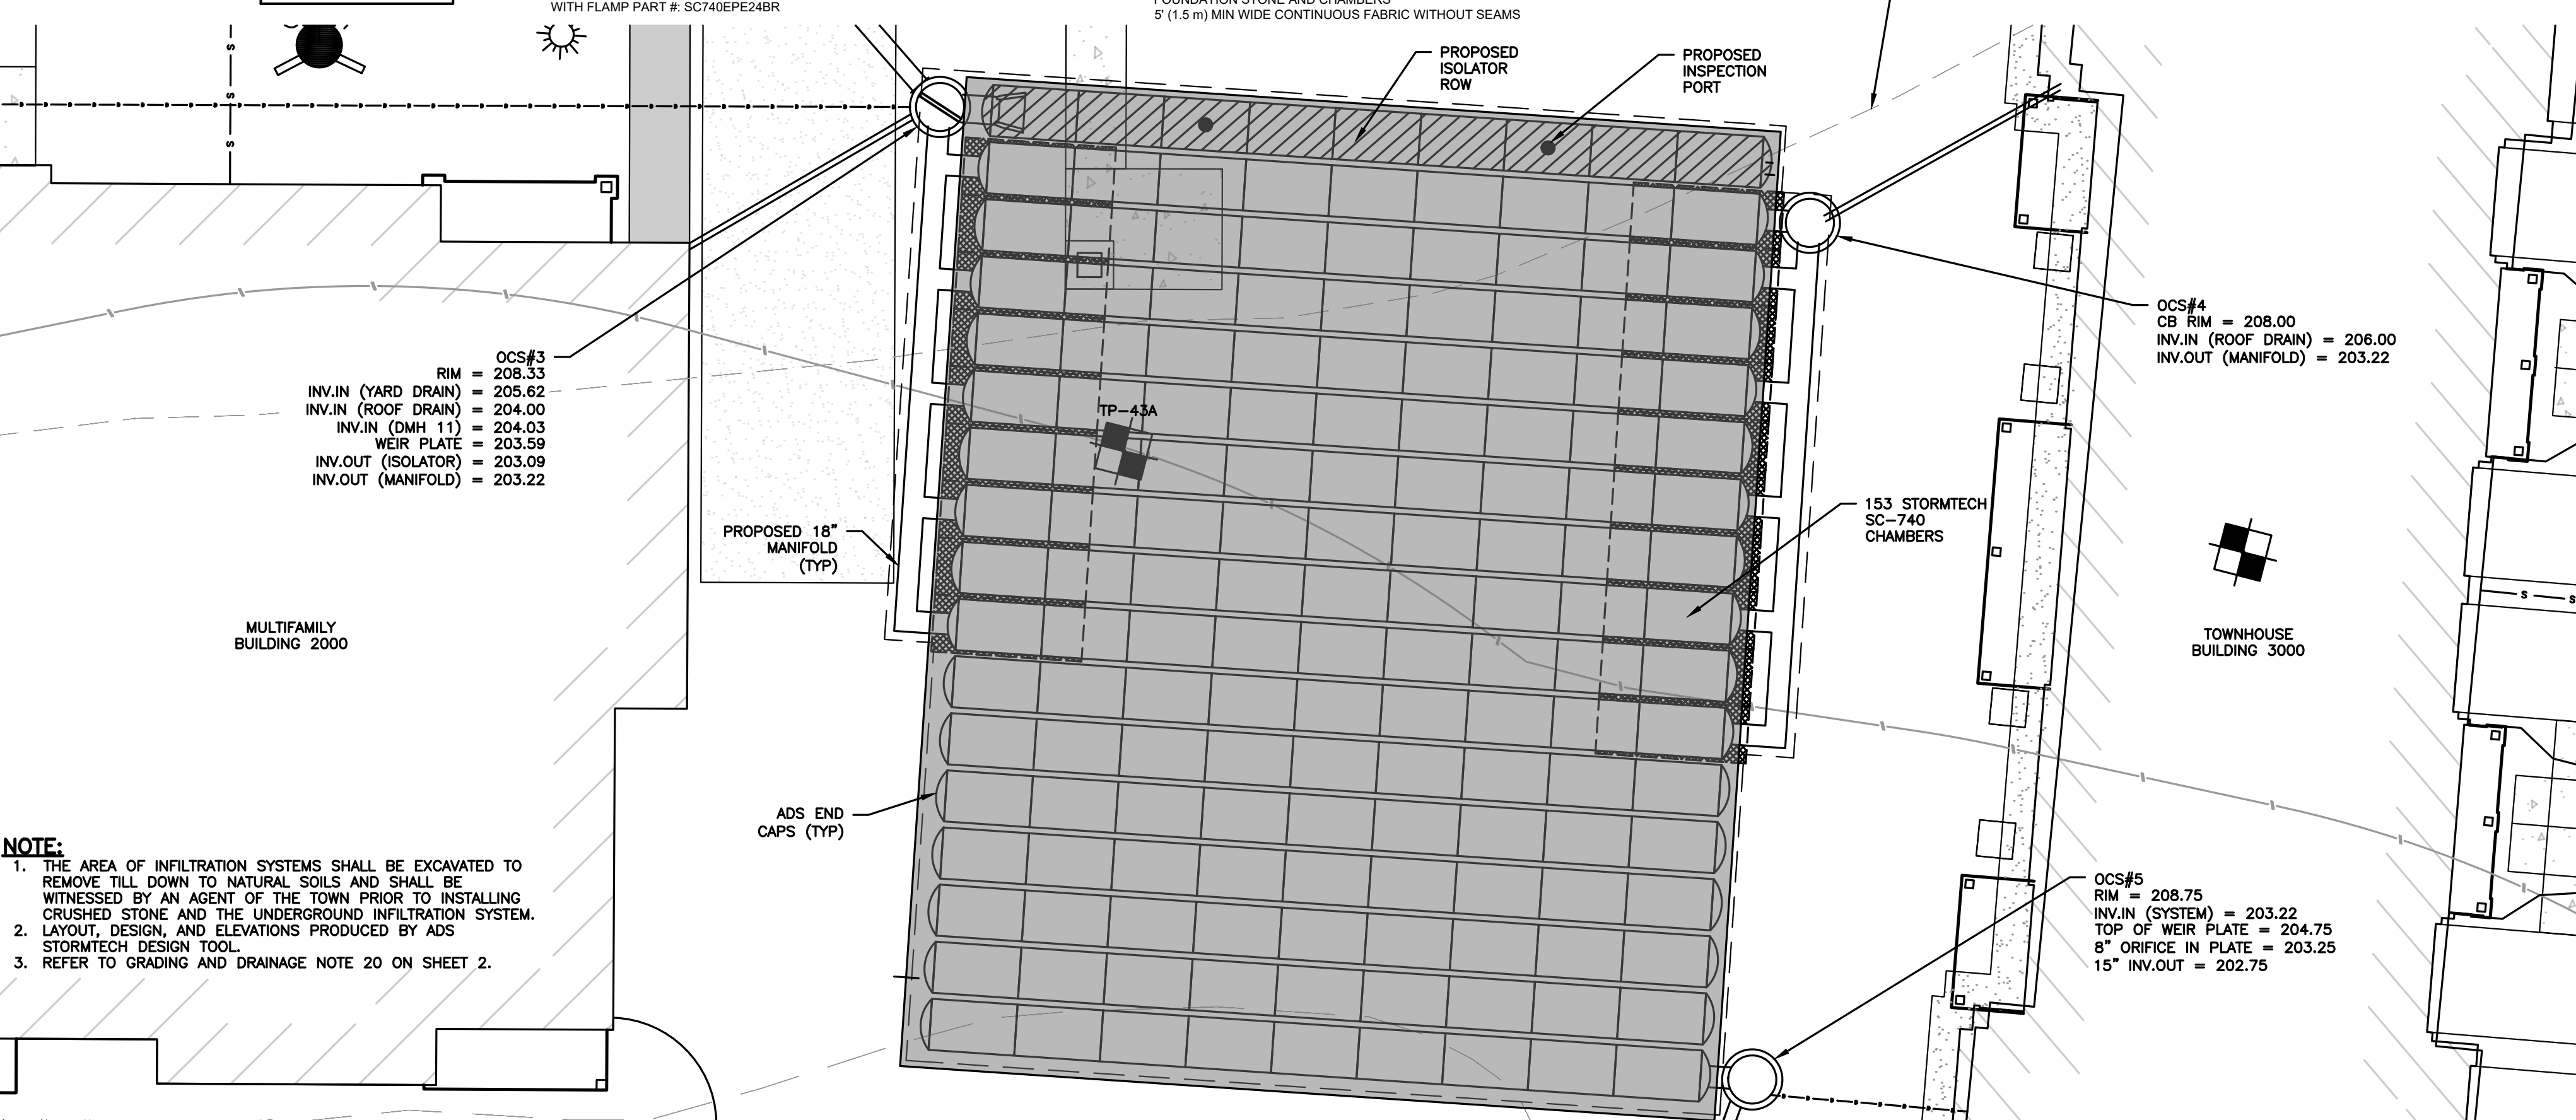 WITH FLAMP PART #: SC740EPE24BR
FOUNDATION STONE AND CHAMBERS
5' (1.5 m) MIN WIDE CONTINUOUS FABRIC WITHOUT SEAMS
PROPOSED
ISOLATOR
ROW
PROPOSED
INSPECTION
PORT
S
S
S
OCS#4
CB RIM = 208.00
INV.IN (ROOF DRAIN) = 206.00
INV.OUT (MANIFOLD) = 203.22
OCS#3
RIM = 208.33
INV.IN (YARD DRAIN) = 205.62
INV.IN (ROOF DRAIN) = 204.00
INV.IN (DMH 11) = 204.03
WEIR PLATE = 203.59
INV.OUT (ISOLATOR) = 203.09
INV.OUT (MANIFOLD) = 203.22
TP-43A
PROPOSED 18"
MANIFOLD
(TYP)
153 STORMTECH
SC-740
CHAMBERS
S
S
MULTIFAMILY
BUILDING 2000
TOWNHOUSE
BUILDING 3000
ADS END
CAPS (TYP)
NOTE:
1. THE AREA OF INFILTRATION SYSTEMS SHALL BE EXCAVATED TO
REMOVE TILL DOWN TO NATURAL SOILS AND SHALL BE
WITNESSED BY AN AGENT OF THE TOWN PRIOR TO INSTALLING
CRUSHED STONE AND THE UNDERGROUND INFILTRATION SYSTEM.
2. LAYOUT, DESIGN, AND ELEVATIONS PRODUCED BY ADS
STORMTECH DESIGN TOOL.
3. REFER TO GRADING AND DRAINAGE NOTE 20 ON SHEET 2.
OCS#5
RIM = 208.75
INV.IN (SYSTEM) = 203.22
TOP OF WEIR PLATE = 204.75
8" ORIFICE IN PLATE = 203.25
15" INV.OUT = 202.75